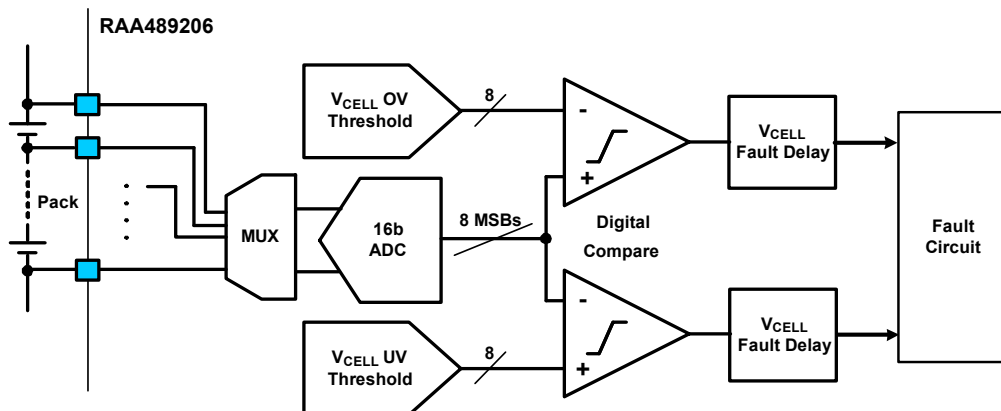 RAA489206
VCELL OV
Threshold
8
-
+
VCELL
Fault Delay
Pack
MUX
16b
ADC
8 MSBs
Digital
Compare
Fault
Circuit
VCELL UV
Threshold
8
-
+
VCELL
Fault Delay